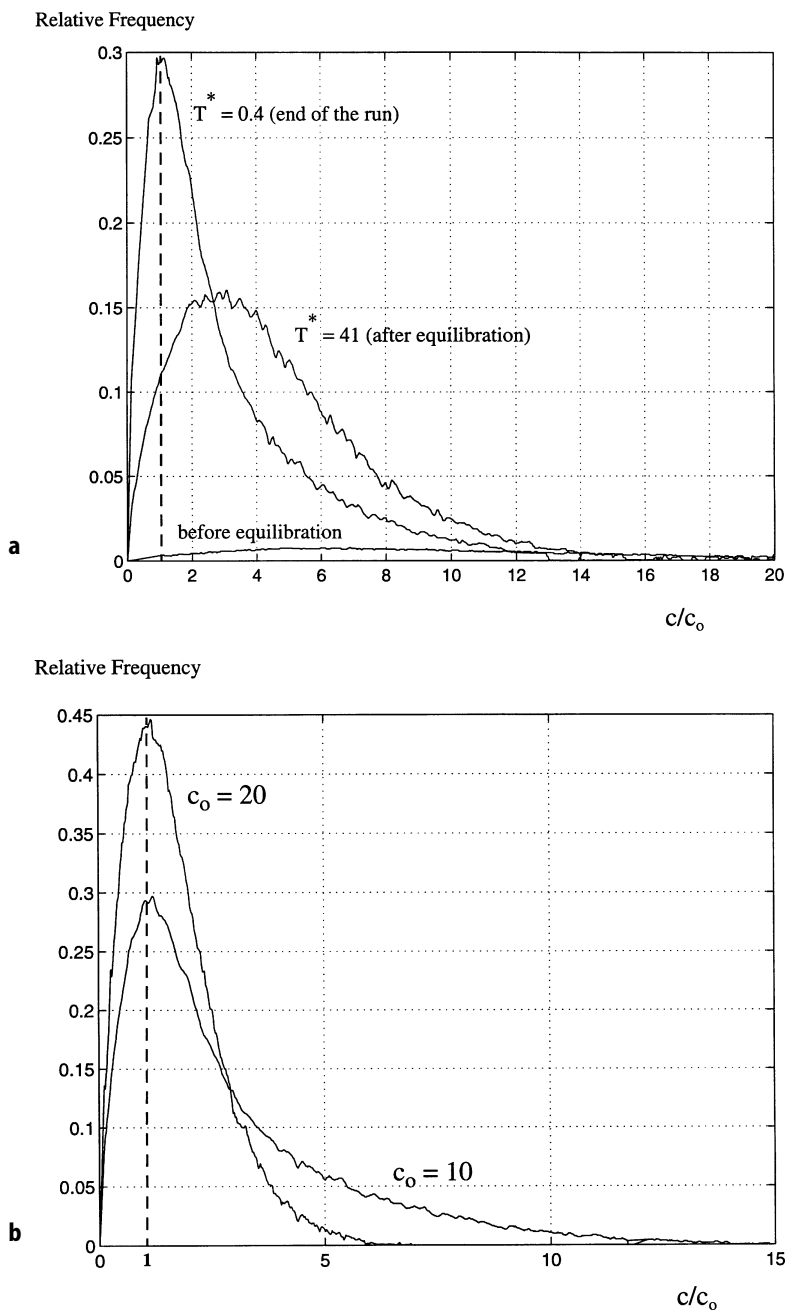 Relative Frequency
0.3
*
T = 0.4 (end of the run)
0.25
0.2
0.15
*
T = 41 (after equilibration)
0.1
0.05
before equilibration
a
0
0 2 4 6 8 10 12 14 16 18 20
c/co
Relative Frequency
0.45
0.4
co = 20
0.35
0.3
0.25
0.2
0.15
0.1
co = 10
0.05
b
0
0 1 5 10 15
c/co